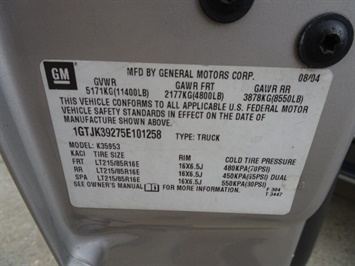 GM
MFD BY GENERAL MOTORS CORP. 08/04
GVWR GAWR FRT GAWR RR
5171KG(11400LB) 2177KG(4800LB) 3878KG(8550LB)
THIS VEHICLE CONFORMS TO ALL APPLICABLE U.S. FEDERAL MOTOR
VEHICLE SAFETY STANDARDS IN EFFECT ON THE DATE OF
MANUFACTURE SHOWN ABOVE.
1GTJK39275E101258 TYPE: TRUCK
MODEL: K35953
KACI TIRE SIZE RIM COLD TIRE PRESSURE
FRT LT215/85R16E 16X6.5J 480KPA(70PSI)
RR LT215/85R16E 16X6.5J 450KPA(65PSI) DUAL
SPA LT215/85R16E 16X6.5J 550KPA(80PSI)
SEE OWNER'S MANUAL FOR MORE INFORMATION.